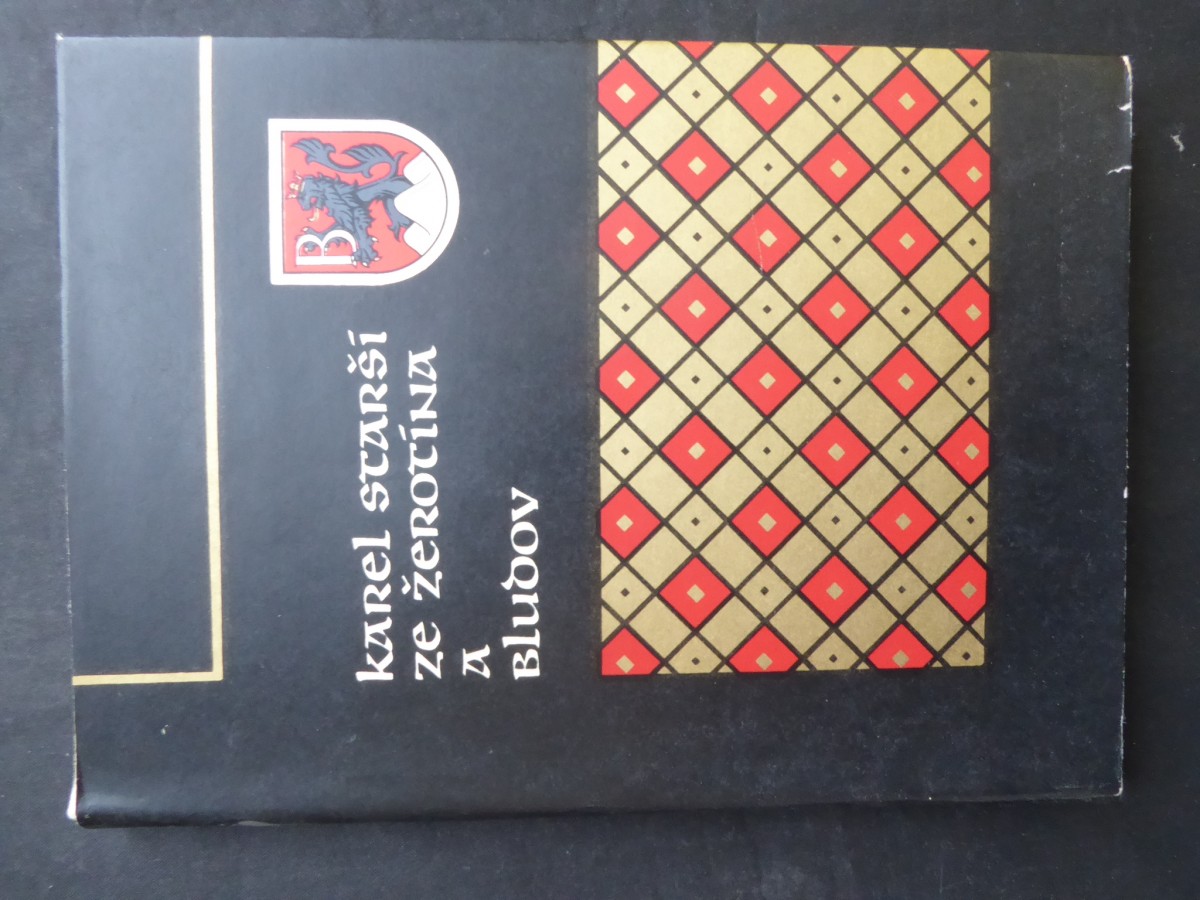 B
Karel starší
ze Žerotína
a
Bludov